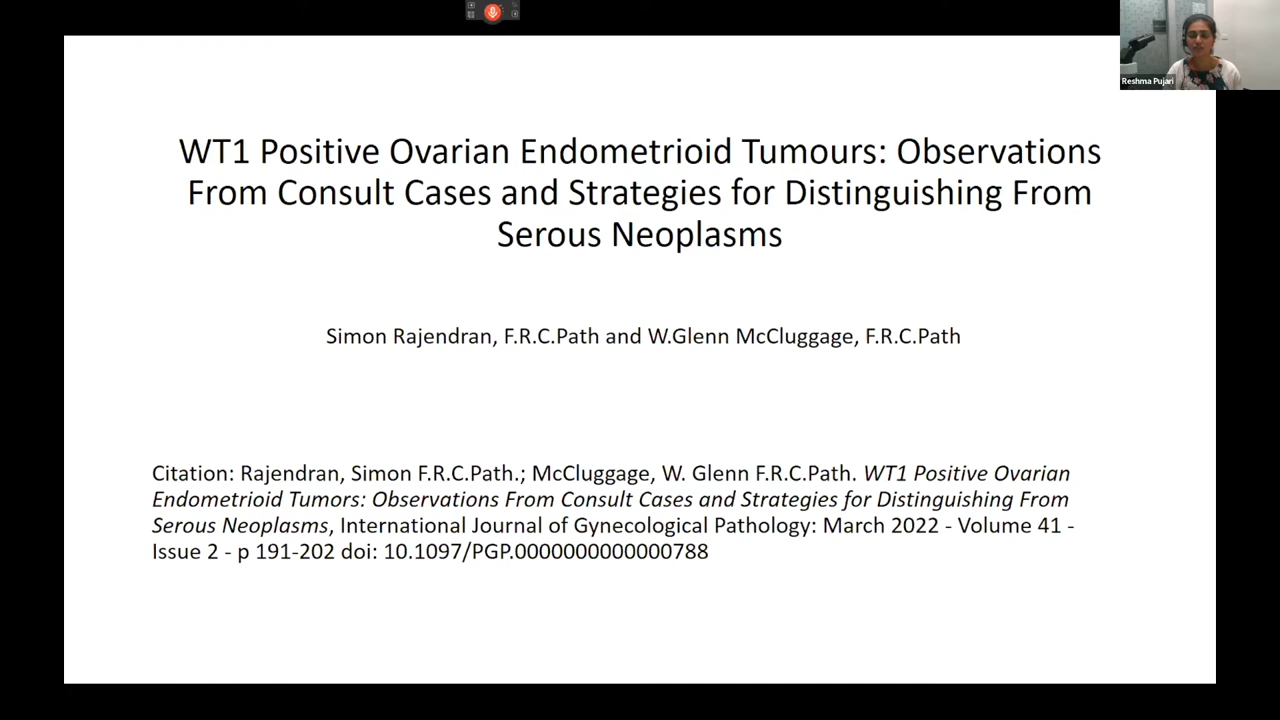 Reshma Pujari
WT1 Positive Ovarian Endometrioid Tumours: Observations
From Consult Cases and Strategies for Distinguishing From
Serous Neoplasms
Simon Rajendran, F.R.C.Path and W.Glenn McCluggage, F.R.C.Path
Citation: Rajendran, Simon F.R.C.Path.; McCluggage, W. Glenn F.R.C.Path. WT1 Positive Ovarian
Endometrioid Tumors: Observations From Consult Cases and Strategies for Distinguishing From
Serous Neoplasms, International Journal of Gynecological Pathology: March 2022 - Volume 41 -
Issue 2 - p 191-202 doi: 10.1097/PGP.0000000000000788